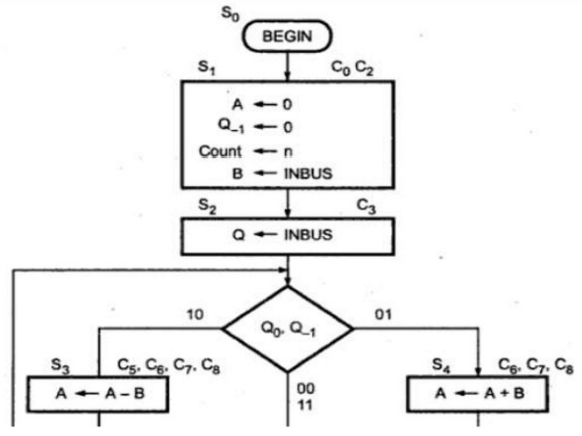 S₀
BEGIN
S₁ C₀ C₂
A ← 0
Q₋₁ ← 0
Count ← n
B ← INBUS
S₂ C₃
Q ← INBUS
10 Q₀, Q₋₁ 01
S₃ C₅, C₆, C₇, C₈
A ← A – B
00
11
S₄ C₆, C₇, C₈
A ← A + B